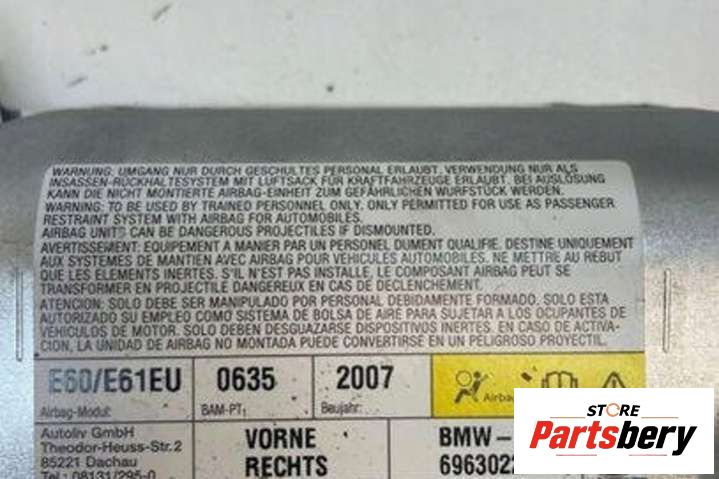 WARNUNG: UMGANG NUR DURCH GESCHULTES PERSONAL ERLAUBT. VERWENDUNG NUR ALS
INSASSEN-RÜCKHALTESYSTEM MIT LUFTSACK FÜR KRAFTFAHRZEUGE ERLAUBT. BEI AUSLÖSUNG
KANN DIE NICHT MONTIERTE AIRBAG-EINHEIT ZUM GEFÄHRLICHEN WURFSTÜCK WERDEN.
WARNING: TO BE USED BY TRAINED PERSONNEL ONLY. ONLY PERMITTED FOR USE AS PASSENGER
RESTRAINT SYSTEM WITH AIRBAG FOR AUTOMOBILES.
AIRBAG UNITS CAN BE DANGEROUS PROJECTILES IF DISMOUNTED.
AVERTISSEMENT: EQUIPEMENT A MANIER PAR UN PERSONEL DUMENT QUALIFIE. DESTINE UNIQUEMENT
AUX SYSTEMES DE MANTIEN AVEC AIRBAG POUR VEHICULES AUTOMOBILES. NE METTRE AU REBUT
QUE LES ELEMENTS INERTES. S'IL N'EST PAS INSTALLE, LE COMPOSANT AIRBAG PEUT SE
TRANSFORMER EN PROJECTILE DANGEREUX EN CAS DE DECLENCHEMENT.
ATENCION: SOLO DEBE SER MANIPULADO POR PERSONAL DEBIDAMENTE FORMADO. SOLO ESTA
AUTORIZADO SU EMPLEO COMO SISTEMA DE BOLSA DE AIRE PARA SUJETAR A LOS OCUPANTES DE
VEHICULOS DE MOTOR. SOLO DEBEN DESGUAZARSE DISPOSITIVOS INERTES. EN CASO DE ACTIVA-
CION, LA UNIDAD DE AIRBAG NO MONTADA PUEDE CONVERTIRSE EN UN PELIGROSO PROYECTIL.
E60/E61EU 0635 2007
Airbag-Modul: BAM-PT: Baujahr: Airba
Autoliv GmbH
Theodor-Heuss-Str.2
85221 Dachau
Tel.: 08131/295-0
VORNE
RECHTS
BMW-
696302
STORE
Partsbery